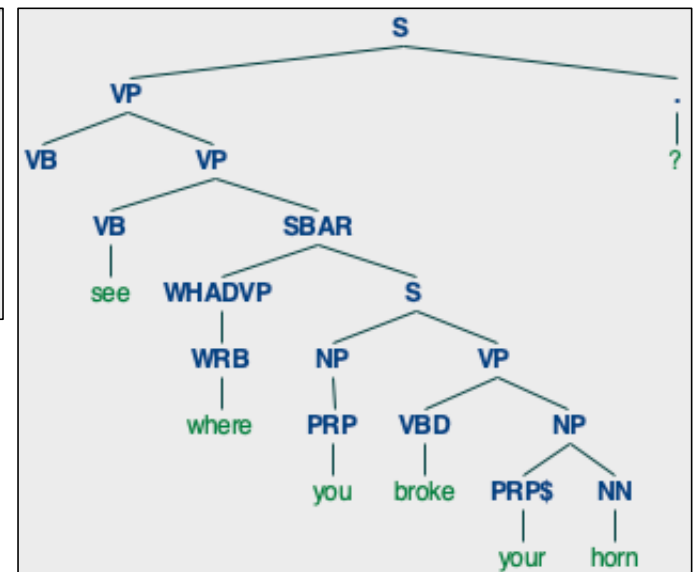 S
VP .
VB VP ?
VB SBAR
see WHADVP S
WRB NP VP
where PRP VBD NP
you broke PRP$ NN
your horn